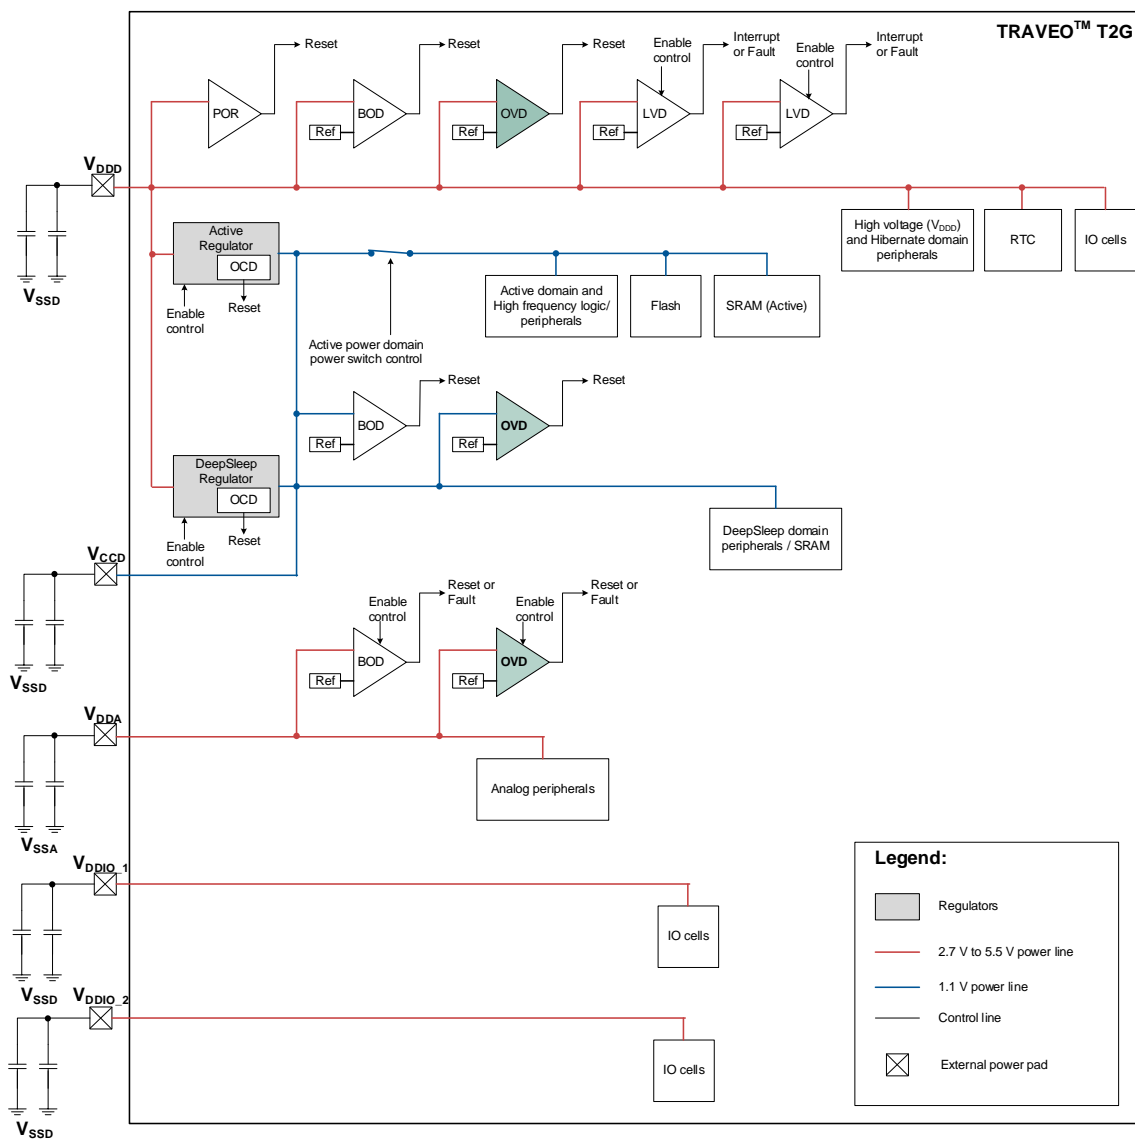 TRAVEO™ T2G
Reset
Reset
Reset
Enable
control
Interrupt
or Fault
Enable
control
Interrupt
or Fault
POR
BOD
Ref
OVD
Ref
LVD
Ref
LVD
Ref
VDDD
VSSD
High voltage (VDDD)
and Hibernate domain
peripherals
RTC
IO cells
Active
Regulator
OCD
Enable
control
Reset
Active power domain
power switch control
Active domain and
High frequency logic/
peripherals
Flash
SRAM (Active)
Reset
Reset
BOD
Ref
OVD
Ref
DeepSleep
Regulator
OCD
Enable
control
Reset
DeepSleep domain
peripherals / SRAM
VCCD
VSSD
Enable
control
Reset or
Fault
Enable
control
Reset or
Fault
BOD
Ref
OVD
Ref
VDDA
VSSA
Analog peripherals
VDDIO_1
VSSD
IO cells
VDDIO_2
VSSD
IO cells
Legend:
Regulators
2.7 V to 5.5 V power line
1.1 V power line
Control line
External power pad